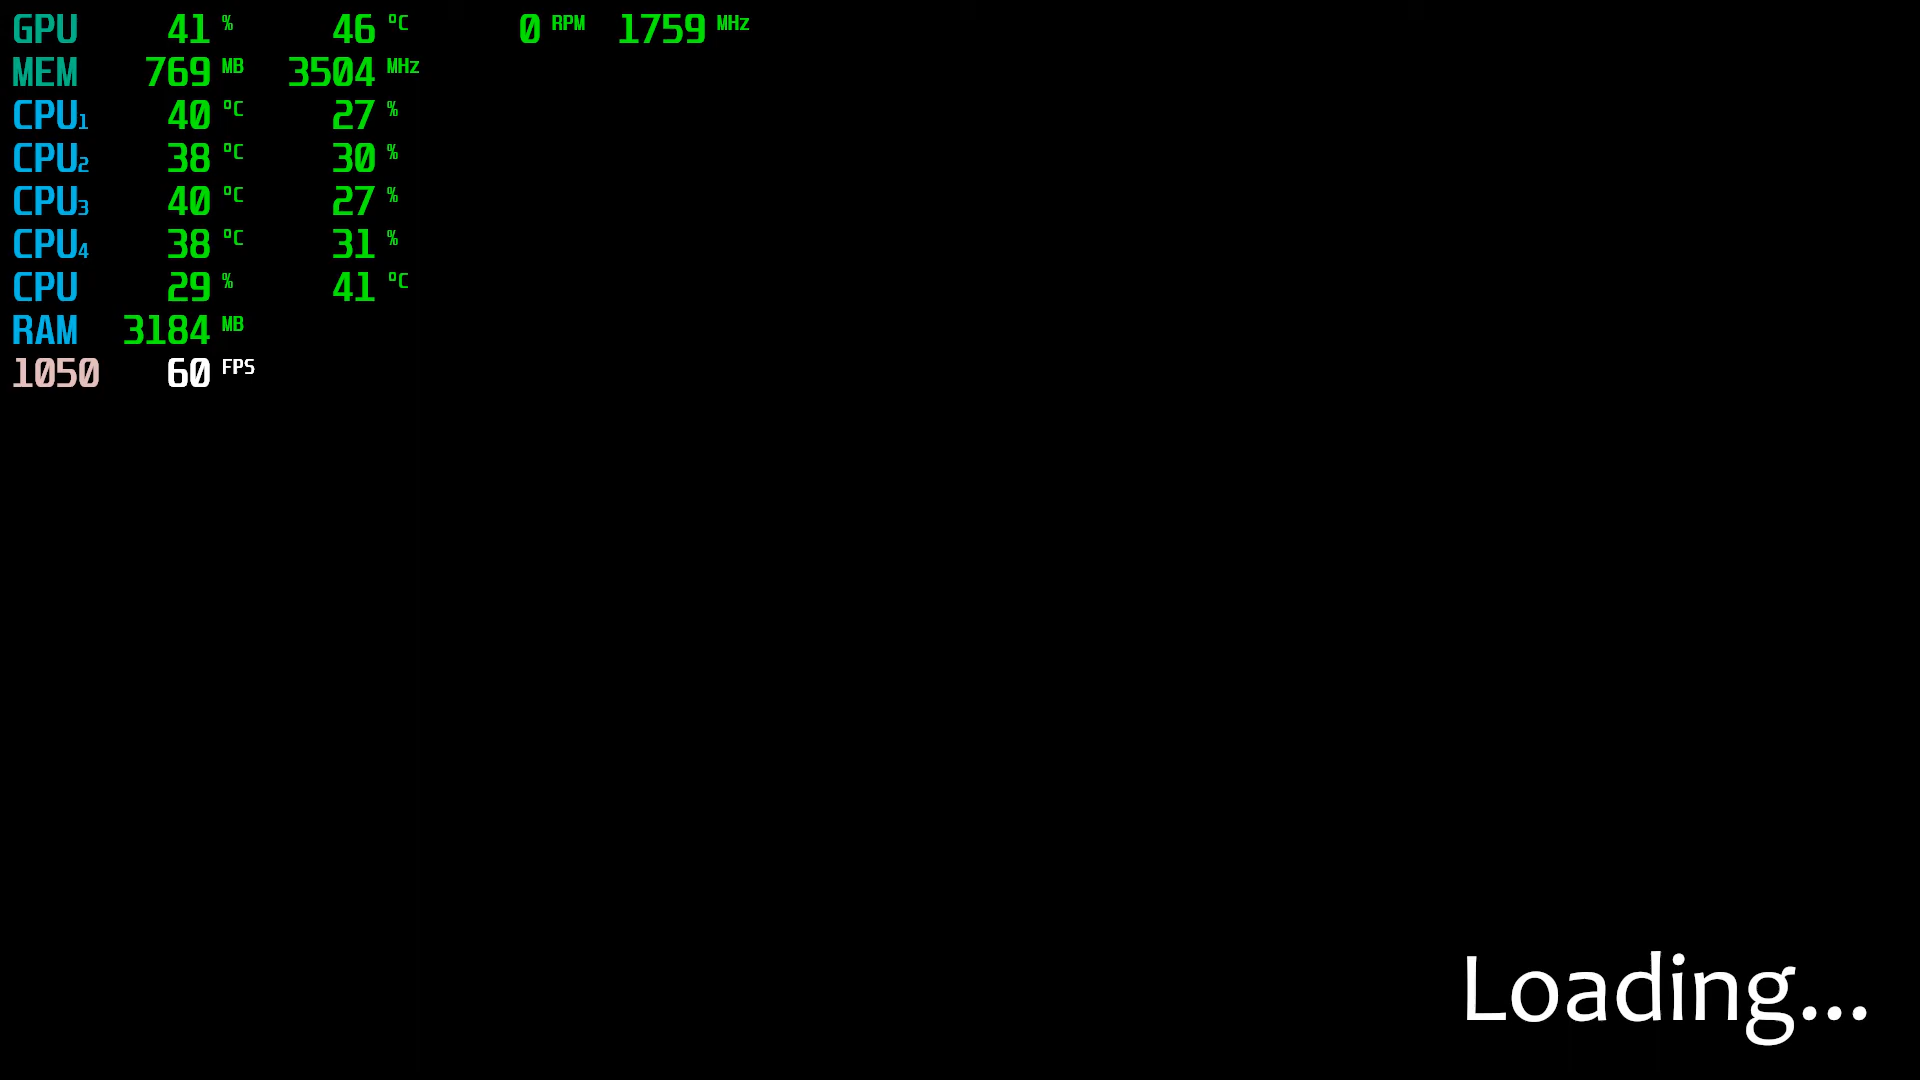 GPU 41 % 46 °C 0 RPM 1759 MHz
MEM 769 MB 3504 MHz
CPU1 40 °C 27 %
CPU2 38 °C 30 %
CPU3 40 °C 27 %
CPU4 38 °C 31 %
CPU 29 % 41 °C
RAM 3184 MB
1050 60 FPS
Loading...